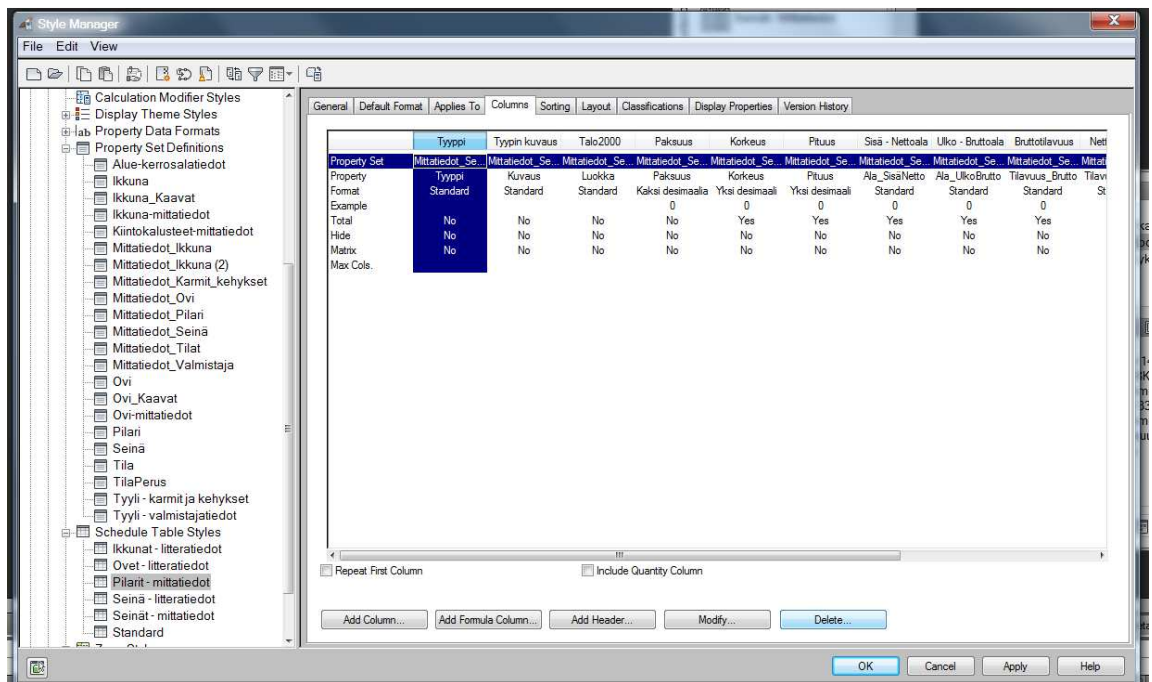 Style Manager
File Edit View
Calculation Modifier Styles
Display Theme Styles
Property Data Formats
Property Set Definitions
Alue-kerrosalatiedot
Ikkuna
Ikkuna_Kaavat
Ikkuna-mittatiedot
Kiintokalusteet-mittatiedot
Mittatiedot_Ikkuna
Mittatiedot_Ikkuna (2)
Mittatiedot_Karmit_kehykset
Mittatiedot_Ovi
Mittatiedot_Pilari
Mittatiedot_Seinä
Mittatiedot_Tilat
Mittatiedot_Valmistaja
Ovi
Ovi_Kaavat
Ovi-mittatiedot
Pilari
Seinä
Tila
TilaPerus
Tyyli - karmit ja kehykset
Tyyli - valmistajatiedot
Schedule Table Styles
Ikkunat - litteratiedot
Ovet - litteratiedot
Pilarit - mittatiedot
Seinä - litteratiedot
Seinät - mittatiedot
Standard
General Default Format Applies To Columns Sorting Layout Classifications Display Properties Version History
Tyyppi Tyypin kuvaus Talo2000 Paksuus Korkeus Pituus Sisä - Nettoala Ulko - Bruttoala Bruttotilavuus Nett
Property Set Mittatiedot_Se... Mittatiedot_Se... Mittatiedot_Se... Mittatiedot_Se... Mittatiedot_Se... Mittatiedot_Se... Mittatiedot_Se... Mittatiedot_Se... Mittatiedot_Se... Mittati
Property Tyyppi Kuvaus Luokka Paksuus Korkeus Pituus Ala_SisäNetto Ala_UlkoBrutto Tilavuus_Brutto Tilavu
Format Standard Standard Standard Kaksi desimaalia Yksi desimaali Yksi desimaali Standard Standard Standard St
Example 0 0 0 0 0 0
Total No No No No Yes Yes Yes Yes Yes
Hide No No No No No No No No No
Matrix No No No No No No No No No
Max Cols.
Repeat First Column Include Quantity Column
Add Column... Add Formula Column... Add Header... Modify... Delete...
OK Cancel Apply Help